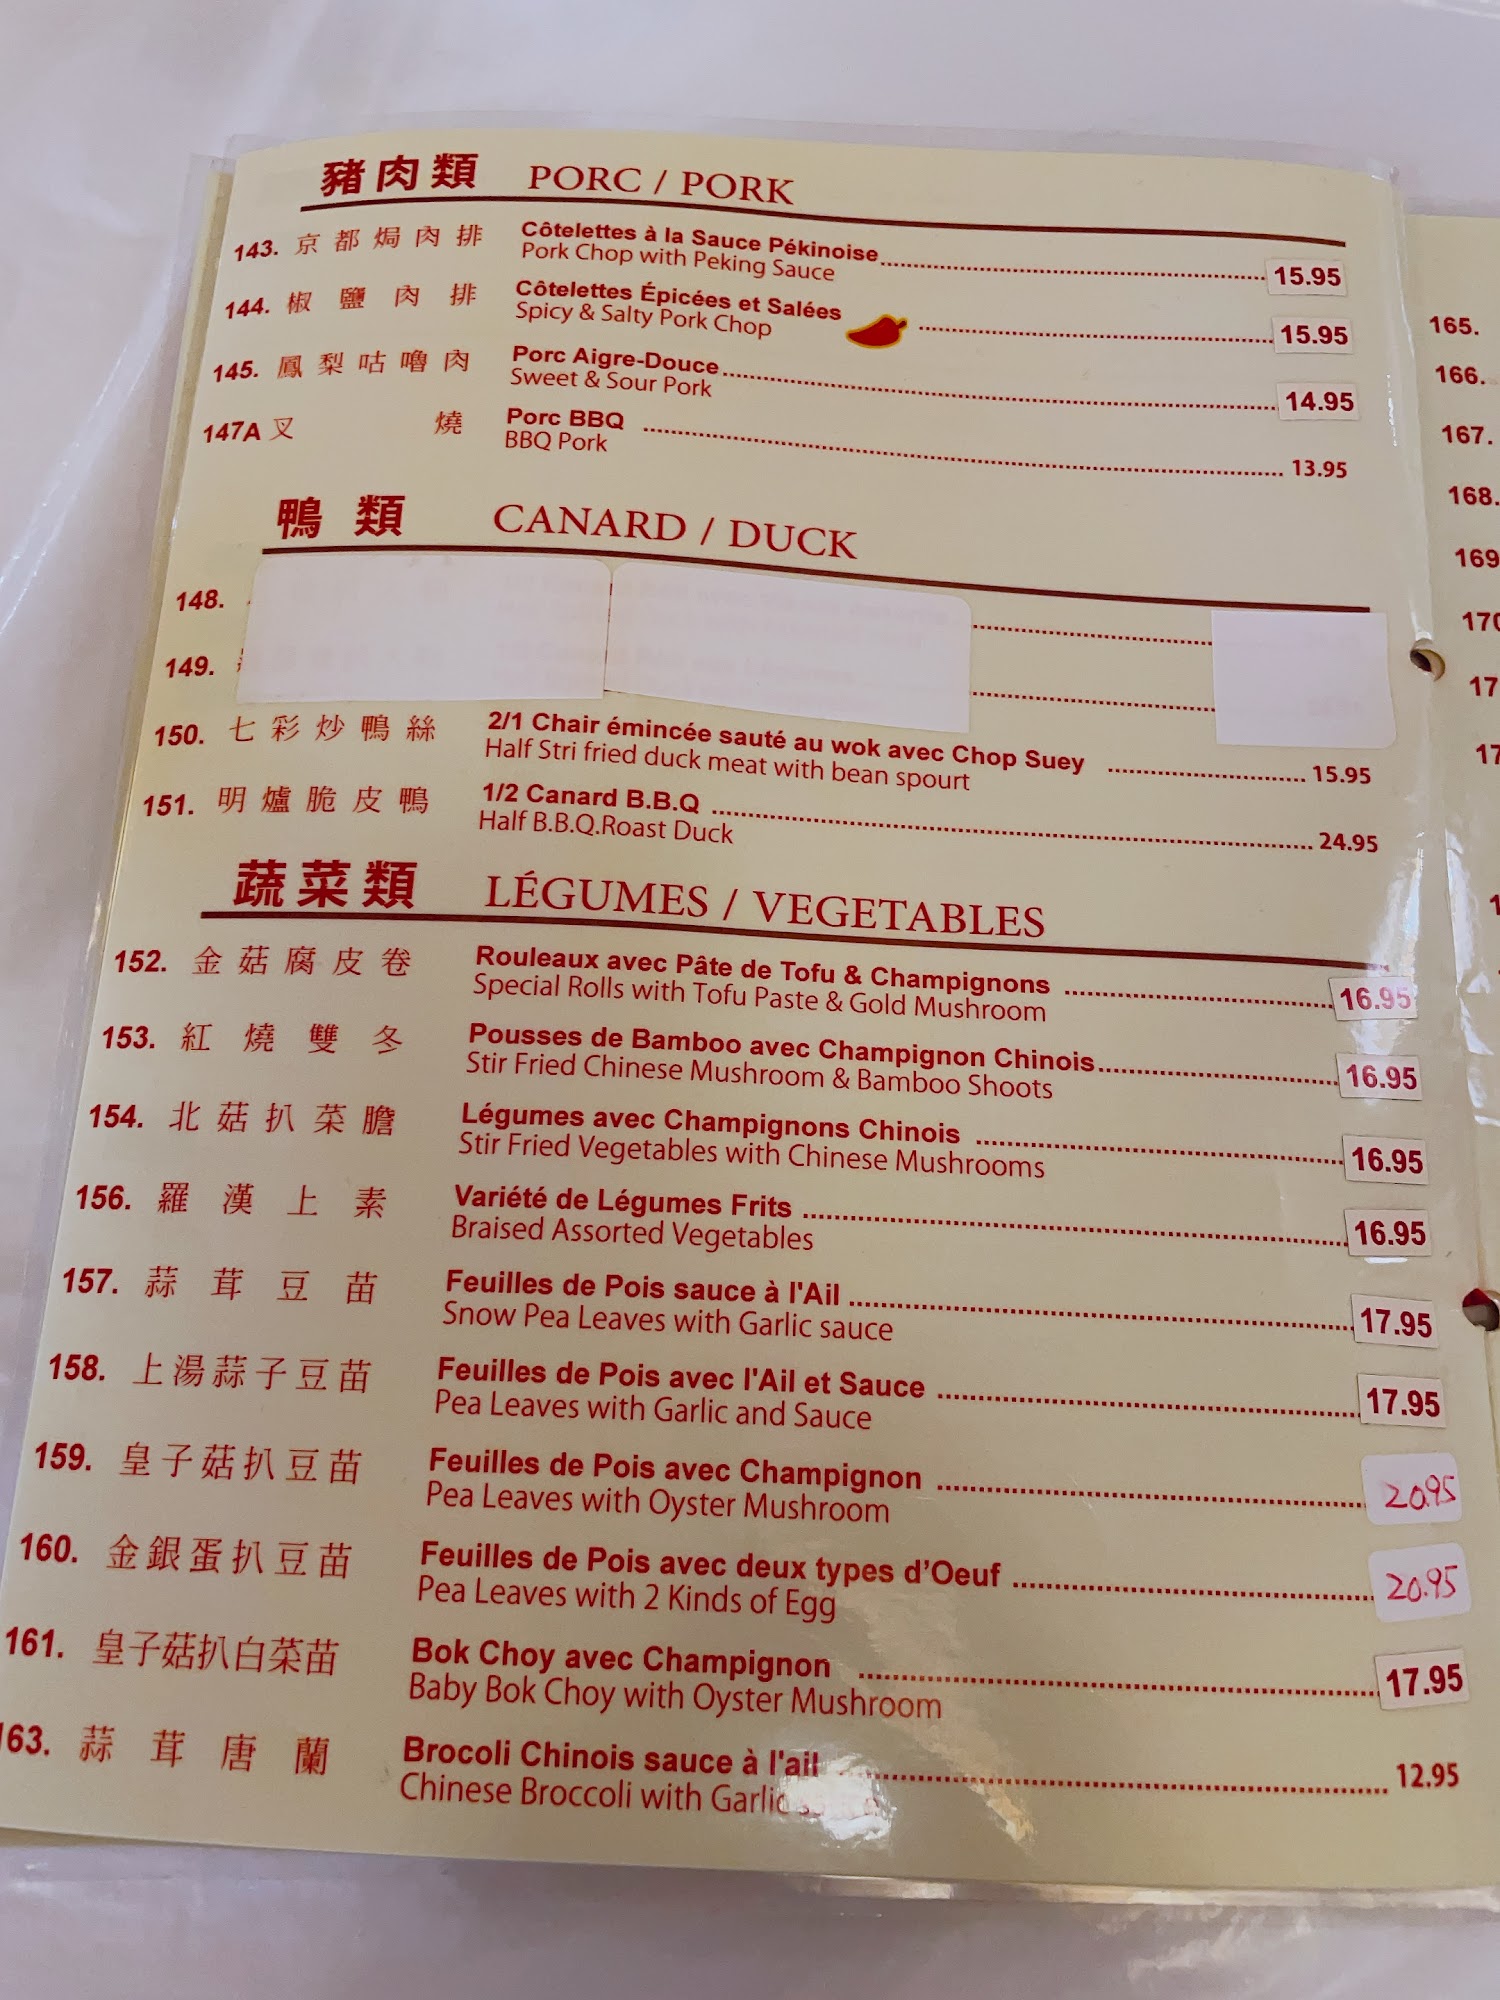 豬肉類 PORC / PORK
143. 京都焗肉排 Côtelettes à la Sauce Pékinoise 15.95
Pork Chop with Peking Sauce
144. 椒鹽肉排 Côtelettes Épicées et Salées 15.95
Spicy & Salty Pork Chop
145. 鳳梨咕嚕肉 Porc Aigre-Douce 14.95
Sweet & Sour Pork
147A 叉燒 Porc BBQ 13.95
BBQ Pork
鴨類 CANARD / DUCK
148.
149.
150. 七彩炒鴨絲 2/1 Chair émincée sauté au wok avec Chop Suey 15.95
Half Stri fried duck meat with bean spourt
151. 明爐脆皮鴨 1/2 Canard B.B.Q 24.95
Half B.B.Q.Roast Duck
蔬菜類 LÉGUMES / VEGETABLES
152. 金菇腐皮卷 Rouleaux avec Pâte de Tofu & Champignons 16.95
Special Rolls with Tofu Paste & Gold Mushroom
153. 紅燒雙冬 Pousses de Bamboo avec Champignon Chinois 16.95
Stir Fried Chinese Mushroom & Bamboo Shoots
154. 北菇扒菜膽 Légumes avec Champignons Chinois 16.95
Stir Fried Vegetables with Chinese Mushrooms
156. 羅漢上素 Variété de Légumes Frits 16.95
Braised Assorted Vegetables
157. 蒜茸豆苗 Feuilles de Pois sauce à l'Ail 17.95
Snow Pea Leaves with Garlic sauce
158. 上湯蒜子豆苗 Feuilles de Pois avec l'Ail et Sauce 17.95
Pea Leaves with Garlic and Sauce
159. 皇子菇扒豆苗 Feuilles de Pois avec Champignon 20.95
Pea Leaves with Oyster Mushroom
160. 金銀蛋扒豆苗 Feuilles de Pois avec deux types d'Oeuf 20.95
Pea Leaves with 2 Kinds of Egg
161. 皇子菇扒白菜苗 Bok Choy avec Champignon 17.95
Baby Bok Choy with Oyster Mushroom
163. 蒜茸唐蘭 Brocoli Chinois sauce à l'ail 12.95
Chinese Broccoli with Garlic
165.
166.
167.
168.
169